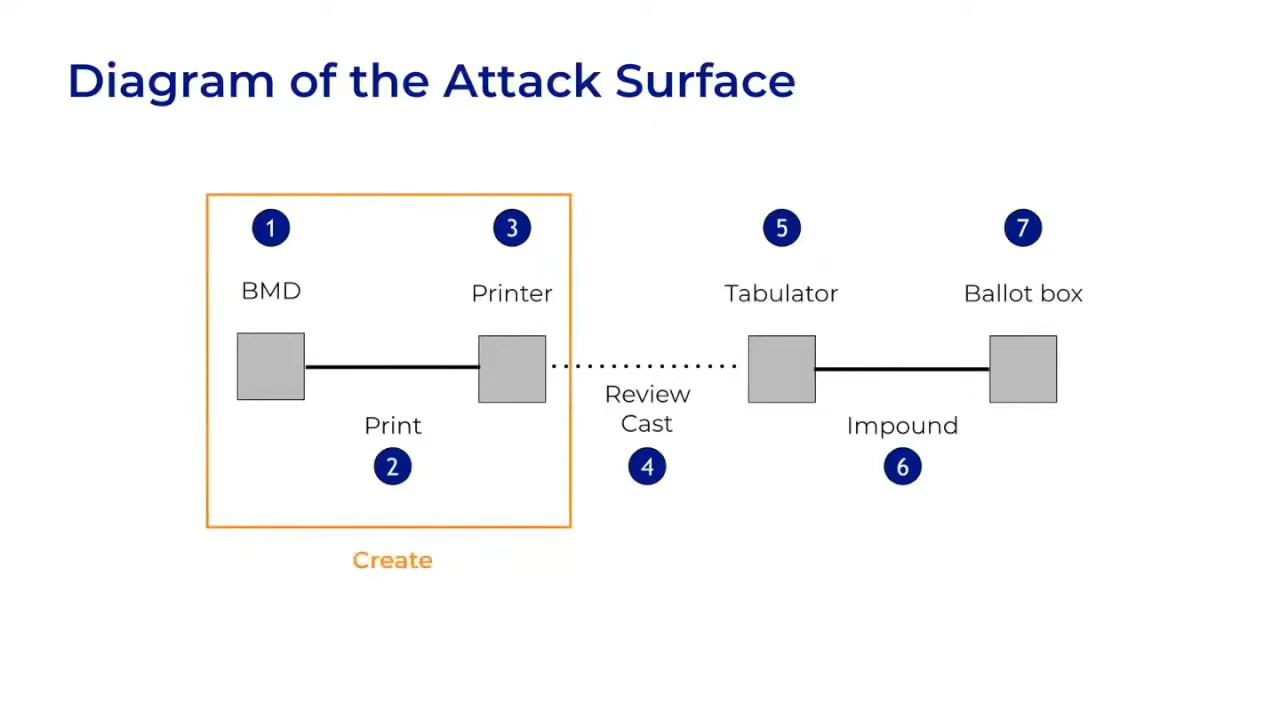 Diagram of the Attack Surface
1
3
5
7
BMD
Printer
Tabulator
Ballot box
Review
Cast
Print
Impound
2
4
6
Create